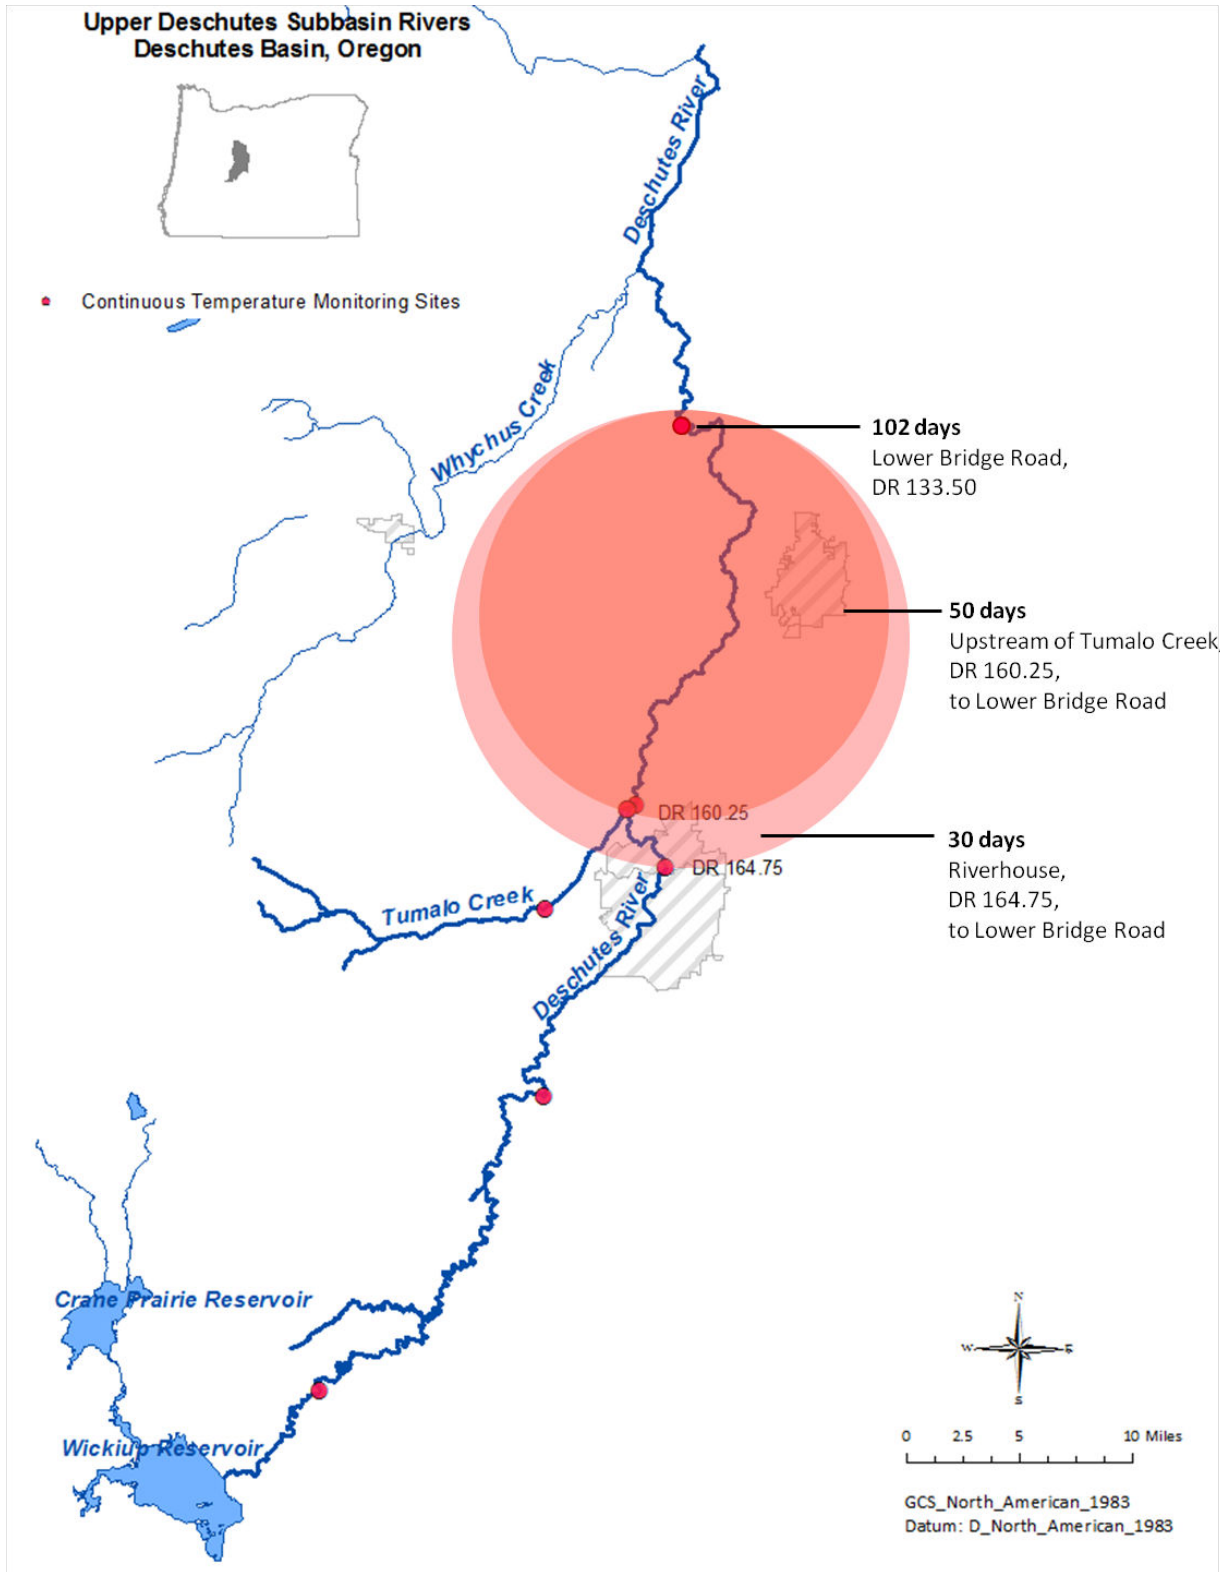 Upper Deschutes Subbasin Rivers
Deschutes Basin, Oregon
Continuous Temperature Monitoring Sites
Deschutes River
Whychus Creek
102 days
Lower Bridge Road,
DR 133.50
50 days
Upstream of Tumalo Creek,
DR 160.25,
to Lower Bridge Road
DR 160.25
30 days
Riverhouse,
DR 164.75,
to Lower Bridge Road
DR 164.75
Tumalo Creek
Deschutes River
Crane Prairie Reservoir
Wickiup Reservoir
N
W
E
S
0 2.5 5 10 Miles
GCS_North_American_1983
Datum: D_North_American_1983